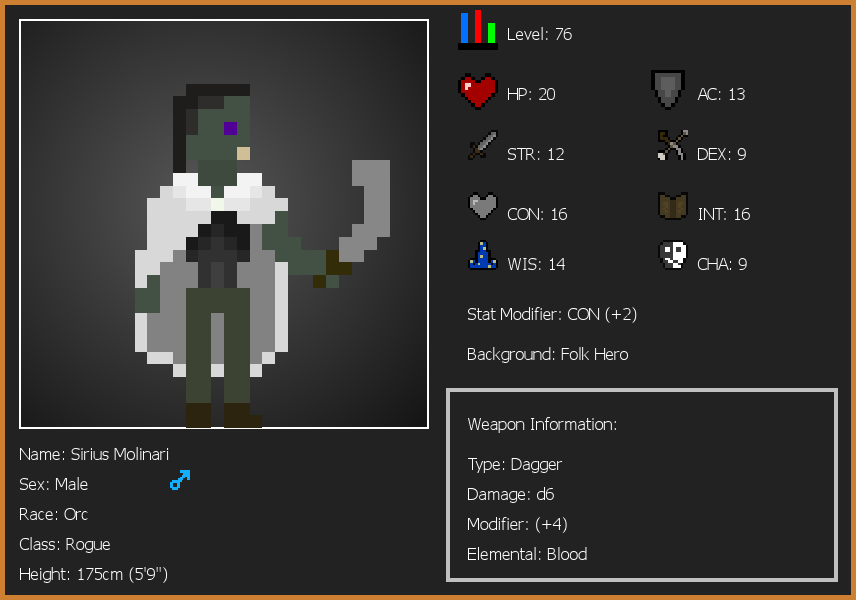 Level: 76
HP: 20
AC: 13
STR: 12
DEX: 9
CON: 16
INT: 16
WIS: 14
CHA: 9
Stat Modifier: CON (+2)
Background: Folk Hero
Weapon Information:
Type: Dagger
Damage: d6
Modifier: (+4)
Elemental: Blood
Name: Sirius Molinari
Sex: Male
Race: Orc
Class: Rogue
Height: 175cm (5'9")